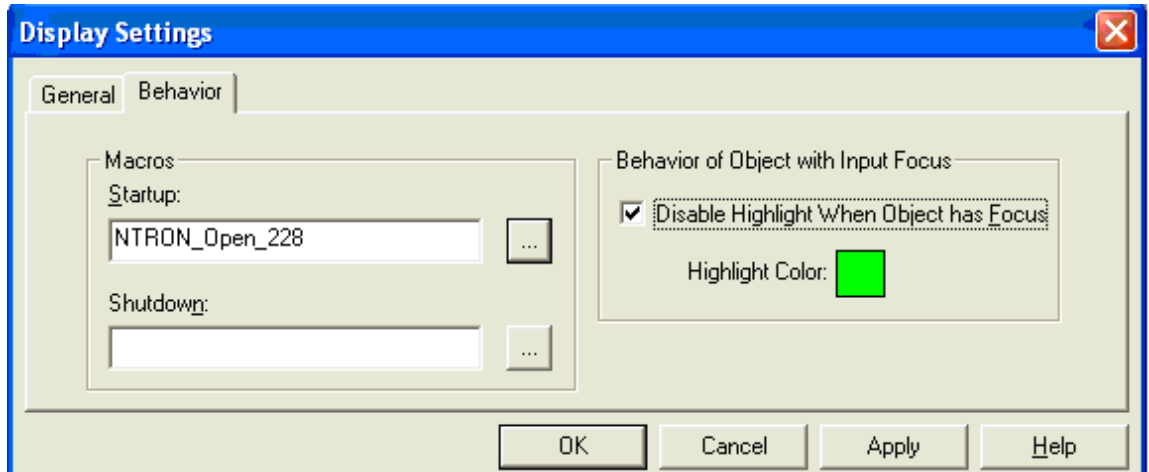 Display Settings
General Behavior
Macros
Startup:
NTRON_Open_228
...
Shutdown:
...
Behavior of Object with Input Focus
Disable Highlight When Object has Focus
Highlight Color:
OK Cancel Apply Help